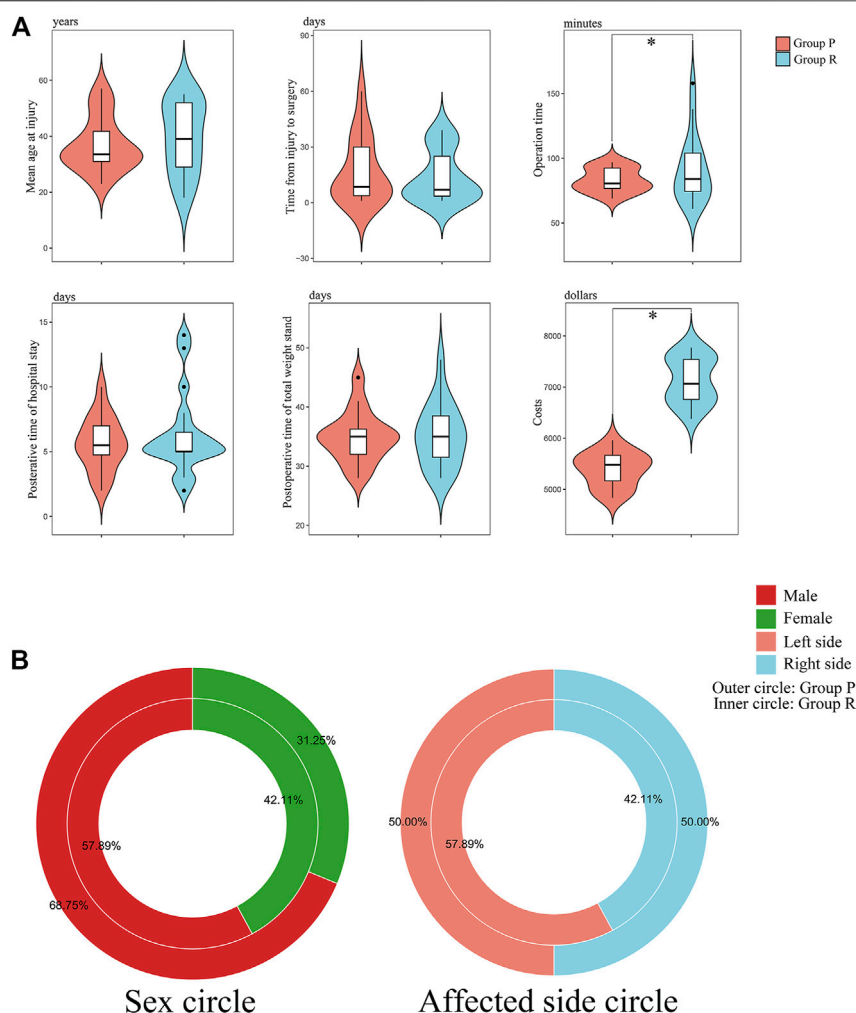 A
years
Mean age at injury
60
40
20
0
days
Time from injury to surgery
90
60
30
0
−30
minutes
Operation time
150
100
50
*
Group P
Group R
days
Posterative time of hospital stay
15
10
5
0
days
Postoperative time of total weight stand
50
40
30
20
dollars
Costs
8000
7000
6000
5000
*
Male
Female
Left side
Right side
Outer circle: Group P
Inner circle: Group R
B
31.25%
42.11%
57.89%
68.75%
Sex circle
42.11%
50.00%
50.00%
57.89%
Affected side circle